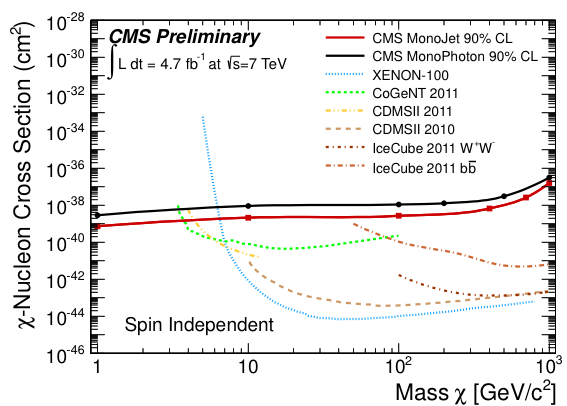 CMS Preliminary
∫ L dt = 4.7 fb⁻¹ at √s=7 TeV
CMS MonoJet 90% CL
CMS MonoPhoton 90% CL
XENON-100
CoGeNT 2011
CDMSII 2011
CDMSII 2010
IceCube 2011 W⁺W⁻
IceCube 2011 bb̅
χ-Nucleon Cross Section (cm²)
10⁻²⁸
10⁻³⁰
10⁻³²
10⁻³⁴
10⁻³⁶
10⁻³⁸
10⁻⁴⁰
10⁻⁴²
10⁻⁴⁴
10⁻⁴⁶
Spin Independent
1 10 10² 10³
Mass χ [GeV/c²]